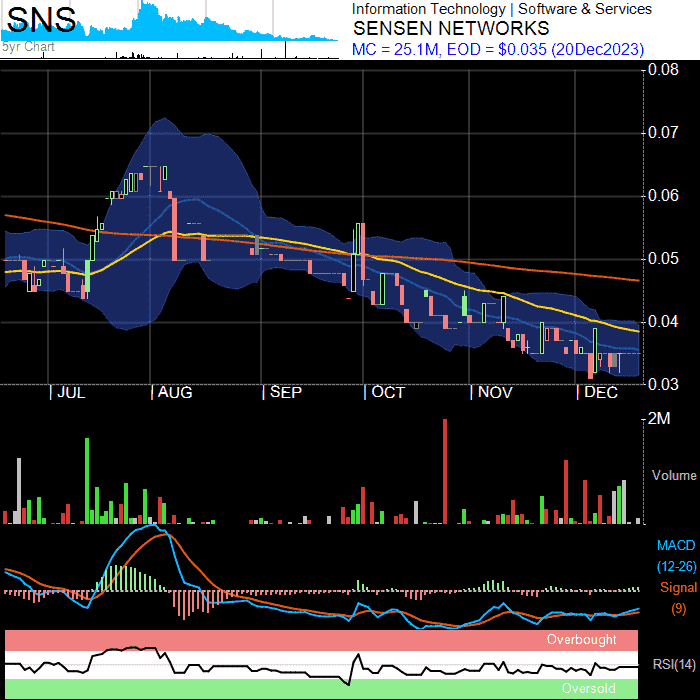 SNS
5yr Chart
Information Technology | Software & Services
SENSEN NETWORKS
MC = 25.1M, EOD = $0.035 (20Dec2023)
0.08
0.07
0.06
0.05
0.04
0.03
JUL AUG SEP OCT NOV DEC
2M
Volume
MACD
(12-26)
Signal
(9)
Overbought
RSI(14)
Oversold